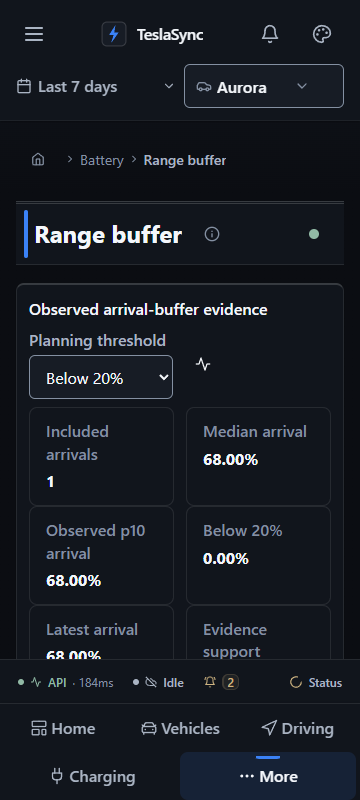 TeslaSync
Last 7 days
Aurora
Battery
Range buffer
Range buffer
Observed arrival-buffer evidence
Planning threshold
Below 20%
Included arrivals
1
Median arrival
68.00%
Observed p10 arrival
68.00%
Below 20%
0.00%
Latest arrival
68.00%
Evidence support
API · 184ms
Idle
2
Status
Home
Vehicles
Driving
Charging
More